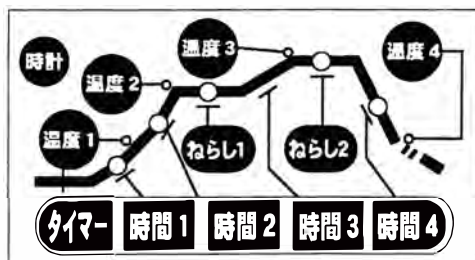 時計
温度3
温度4
温度2
温度1
ねらし1
ねらし2
タイマー 時間1 時間2 時間3 時間4